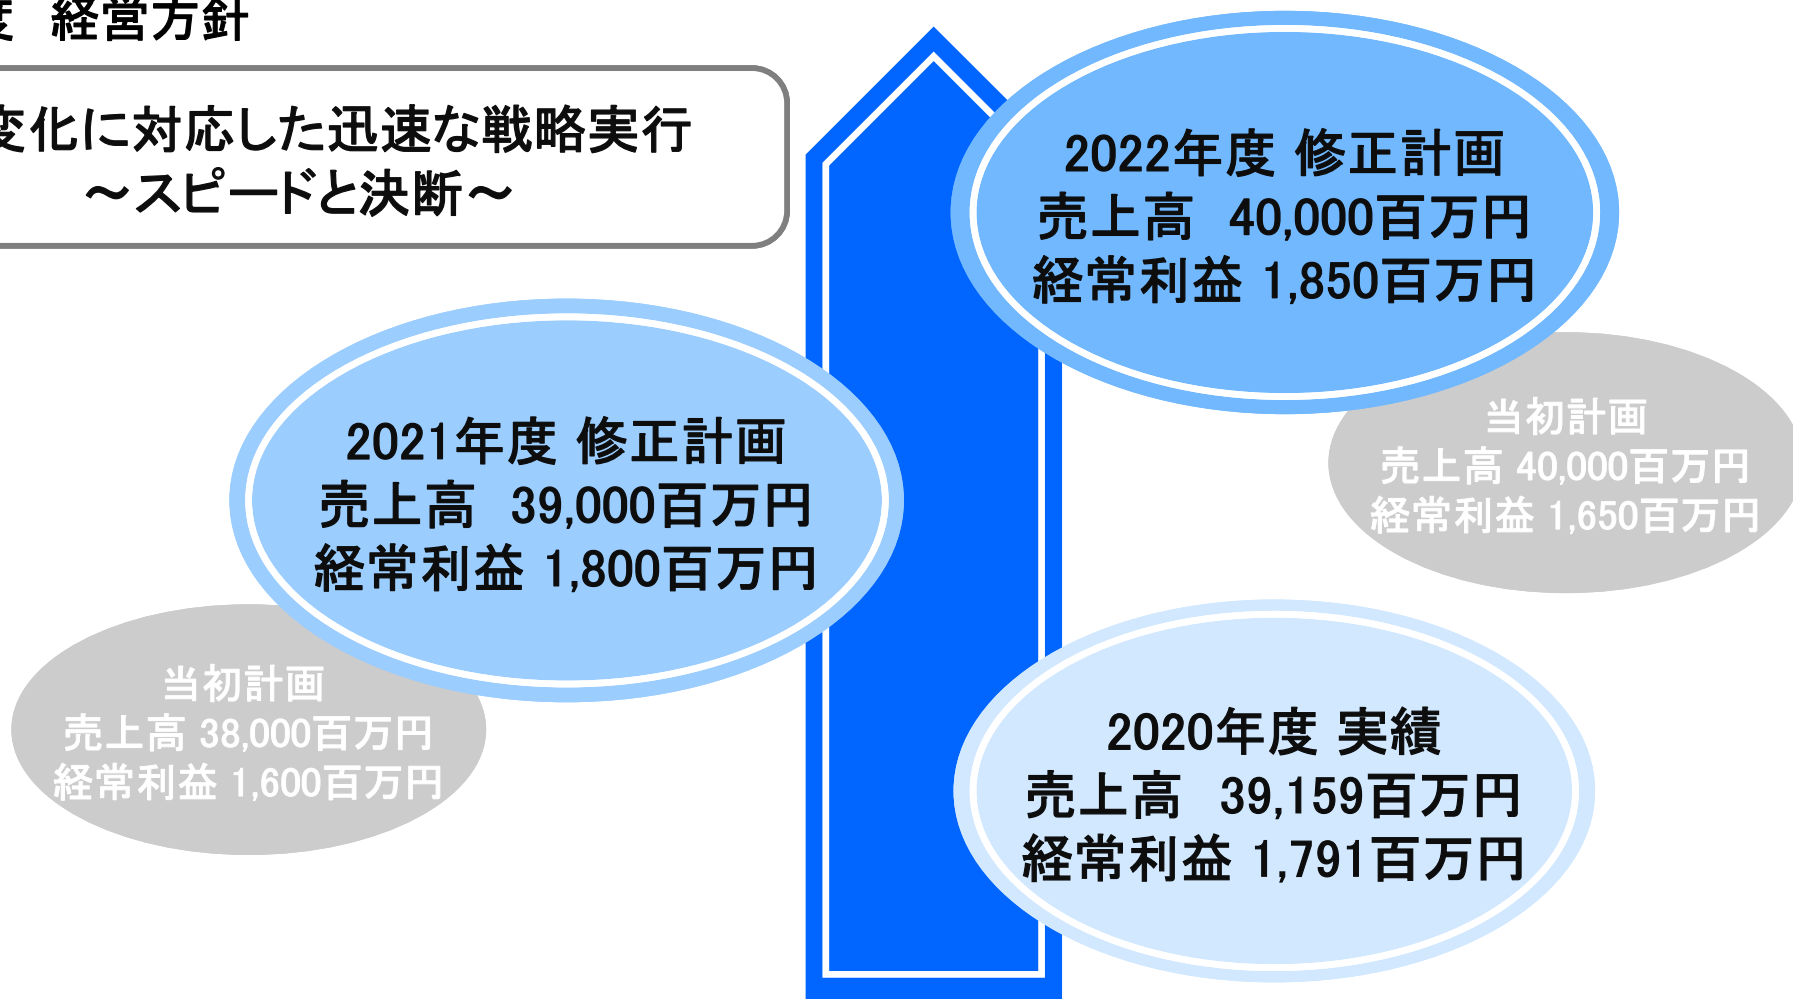 度 経営方針
変化に対応した迅速な戦略実行
～スピードと決断～
2022年度 修正計画
売上高 40,000百万円
経常利益 1,850百万円
当初計画
売上高 40,000百万円
経常利益 1,650百万円
2021年度 修正計画
売上高 39,000百万円
経常利益 1,800百万円
当初計画
売上高 38,000百万円
経常利益 1,600百万円
2020年度 実績
売上高 39,159百万円
経常利益 1,791百万円